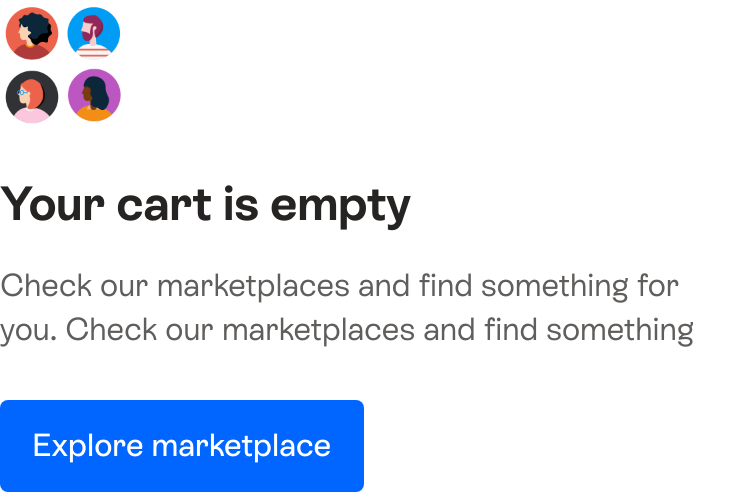 Your cart is empty
Check our marketplaces and find something for
you. Check our marketplaces and find something
Explore marketplace